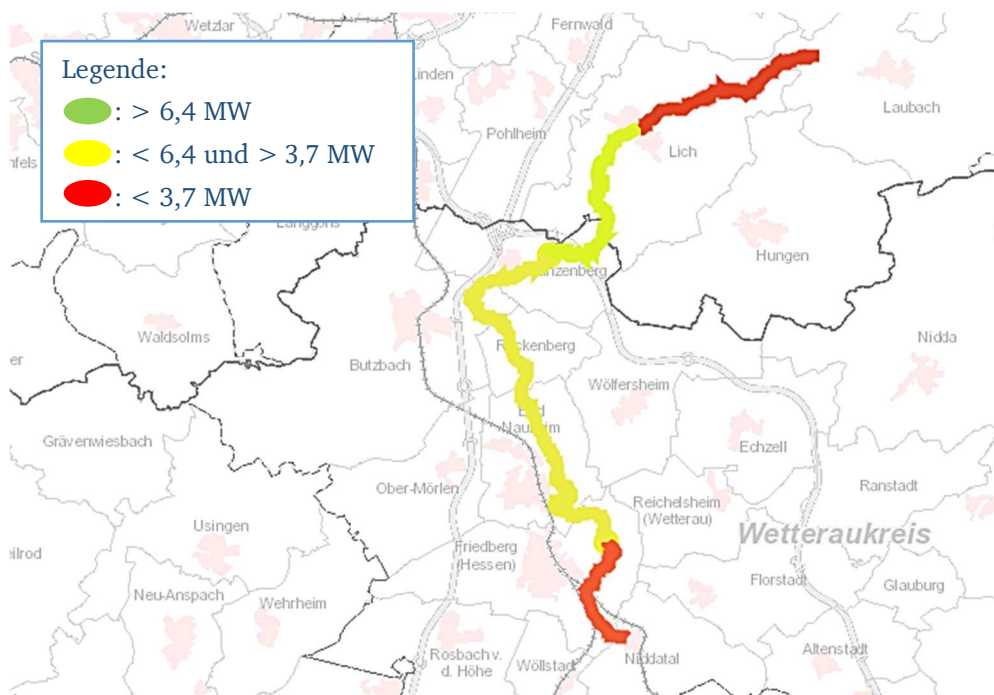 Wetzlar
Fernwald
Legende:
: > 6,4 MW
: < 6,4 und > 3,7 MW
: < 3,7 MW
Linden
Laubach
Pohlheim
Lich
Hungen
Waldsolms
Nidda
er
Butzbach
Wölfersheim
Grävenwiesbach
Echzell
Ober-Mörlen
Ranstadt
Reichelsheim
(Wetterau)
Usingen
Wetteraukreis
Friedberg
(Hessen)
Florstadt
Glauburg
Neu-Anspach
Wehrheim
Altenstadt
Rosbach v.
d. Höhe
Wöllstadt
Niddatal